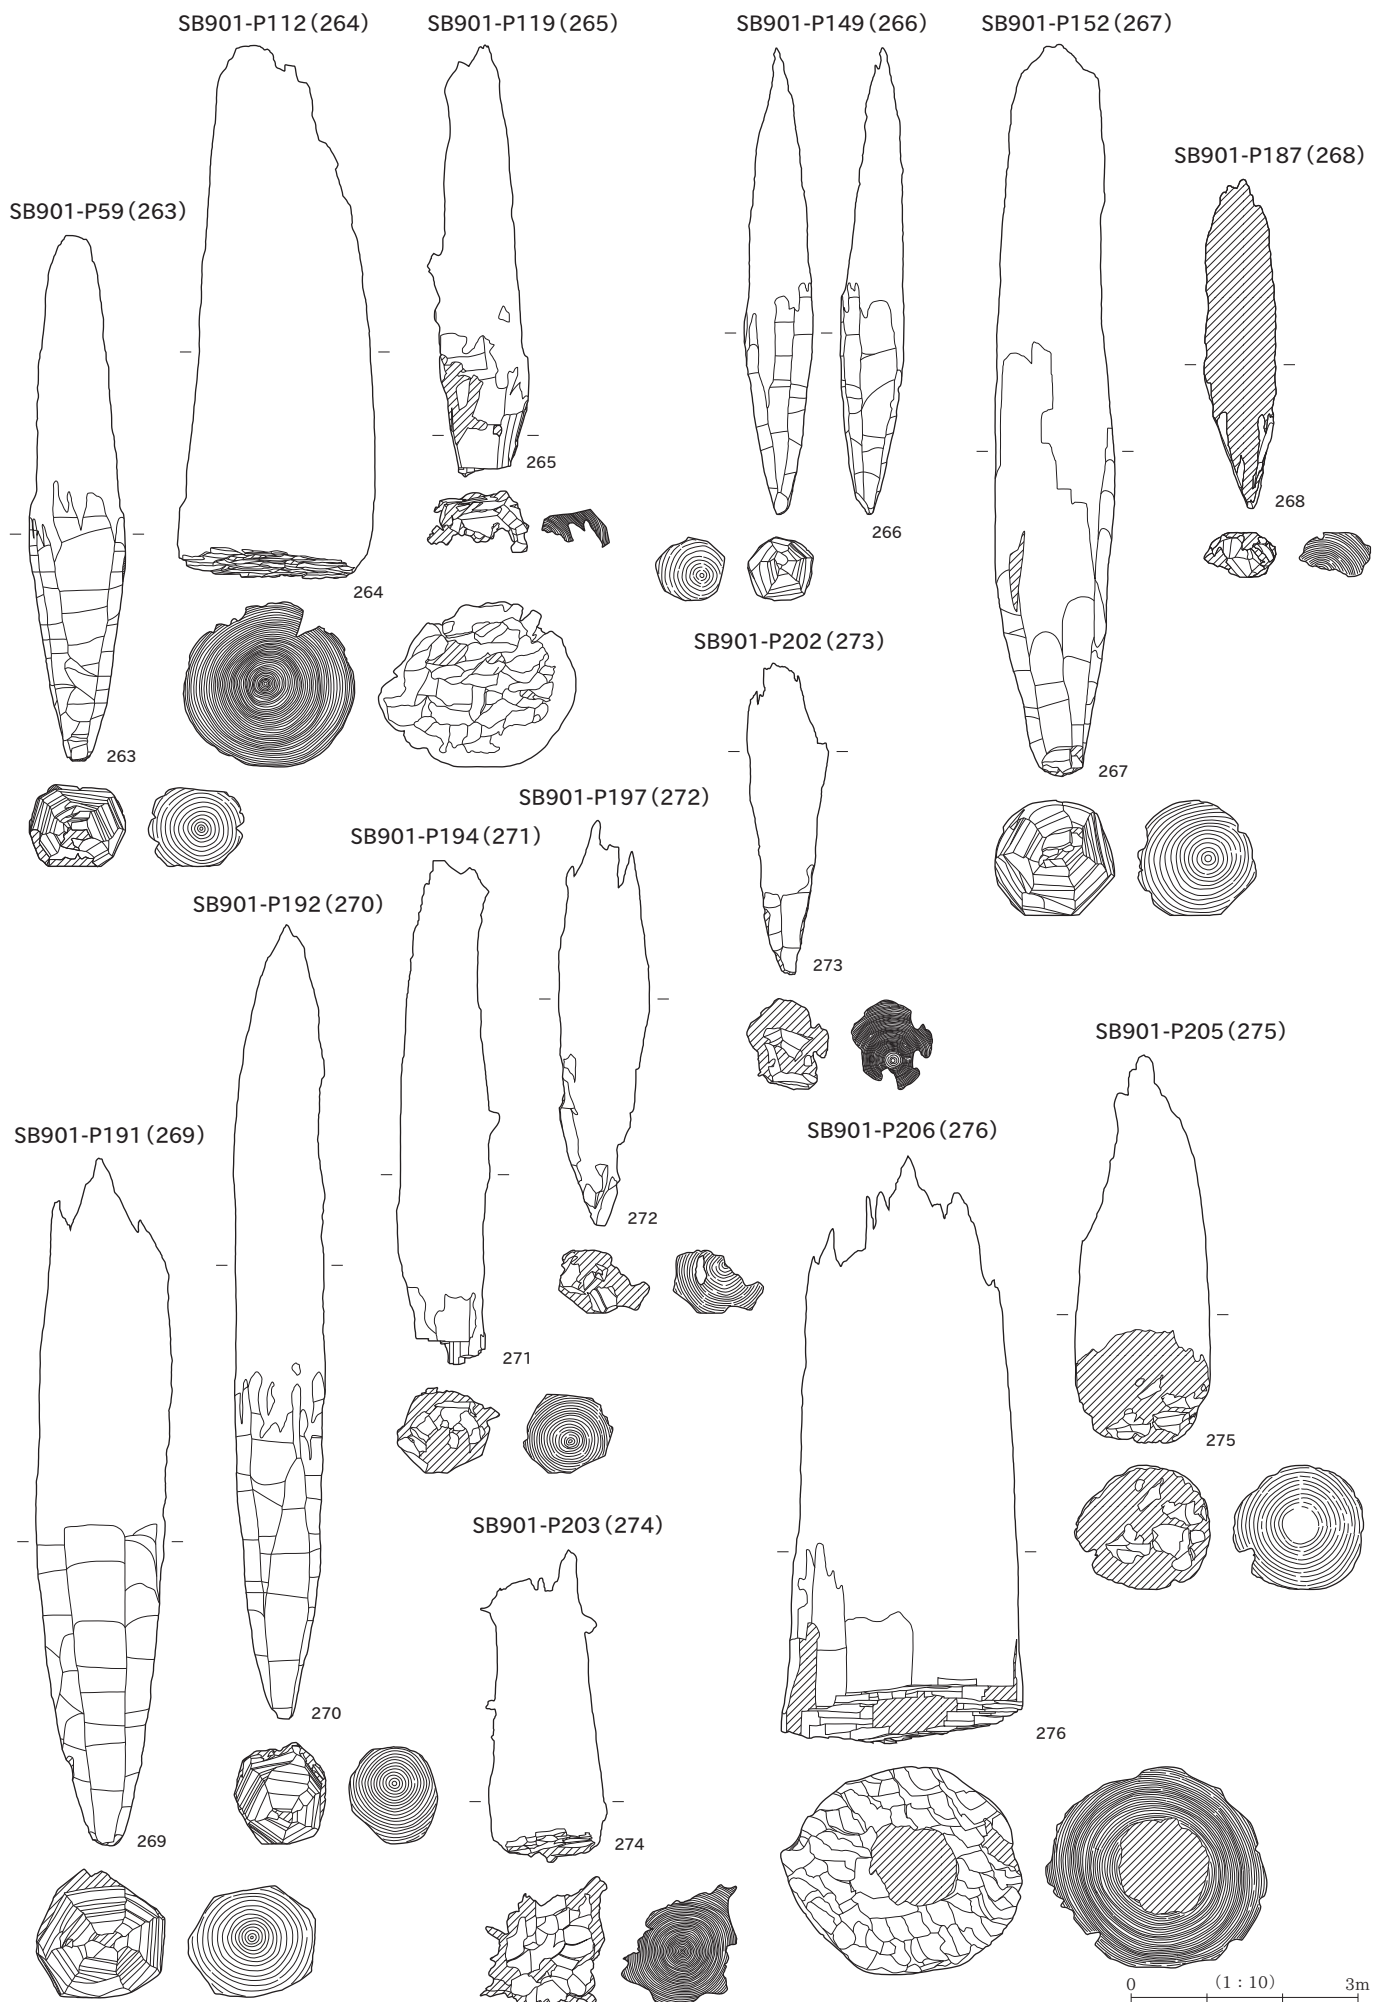 SB901-P112(264)
SB901-P119(265)
SB901-P149(266)
SB901-P152(267)
SB901-P187(268)
SB901-P59(263)
265
268
266
264
SB901-P202(273)
263
267
SB901-P197(272)
SB901-P194(271)
SB901-P192(270)
273
SB901-P205(275)
SB901-P191(269)
SB901-P206(276)
272
271
275
SB901-P203(274)
270
276
269
274
0 (1:10) 3m